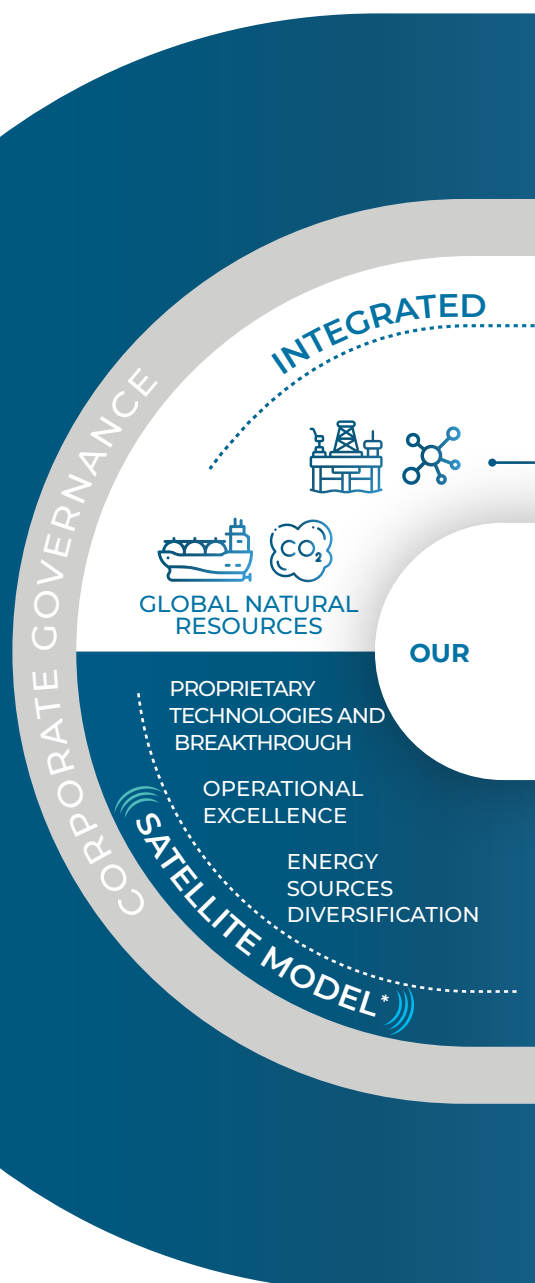 INTEGRATED
CO₂
GLOBAL NATURAL
RESOURCES
CORPORATE GOVERNANCE
OUR
PROPRIETARY
TECHNOLOGIES AND
BREAKTHROUGH
OPERATIONAL
EXCELLENCE
ENERGY
SOURCES
DIVERSIFICATION
SATELLITE MODEL*